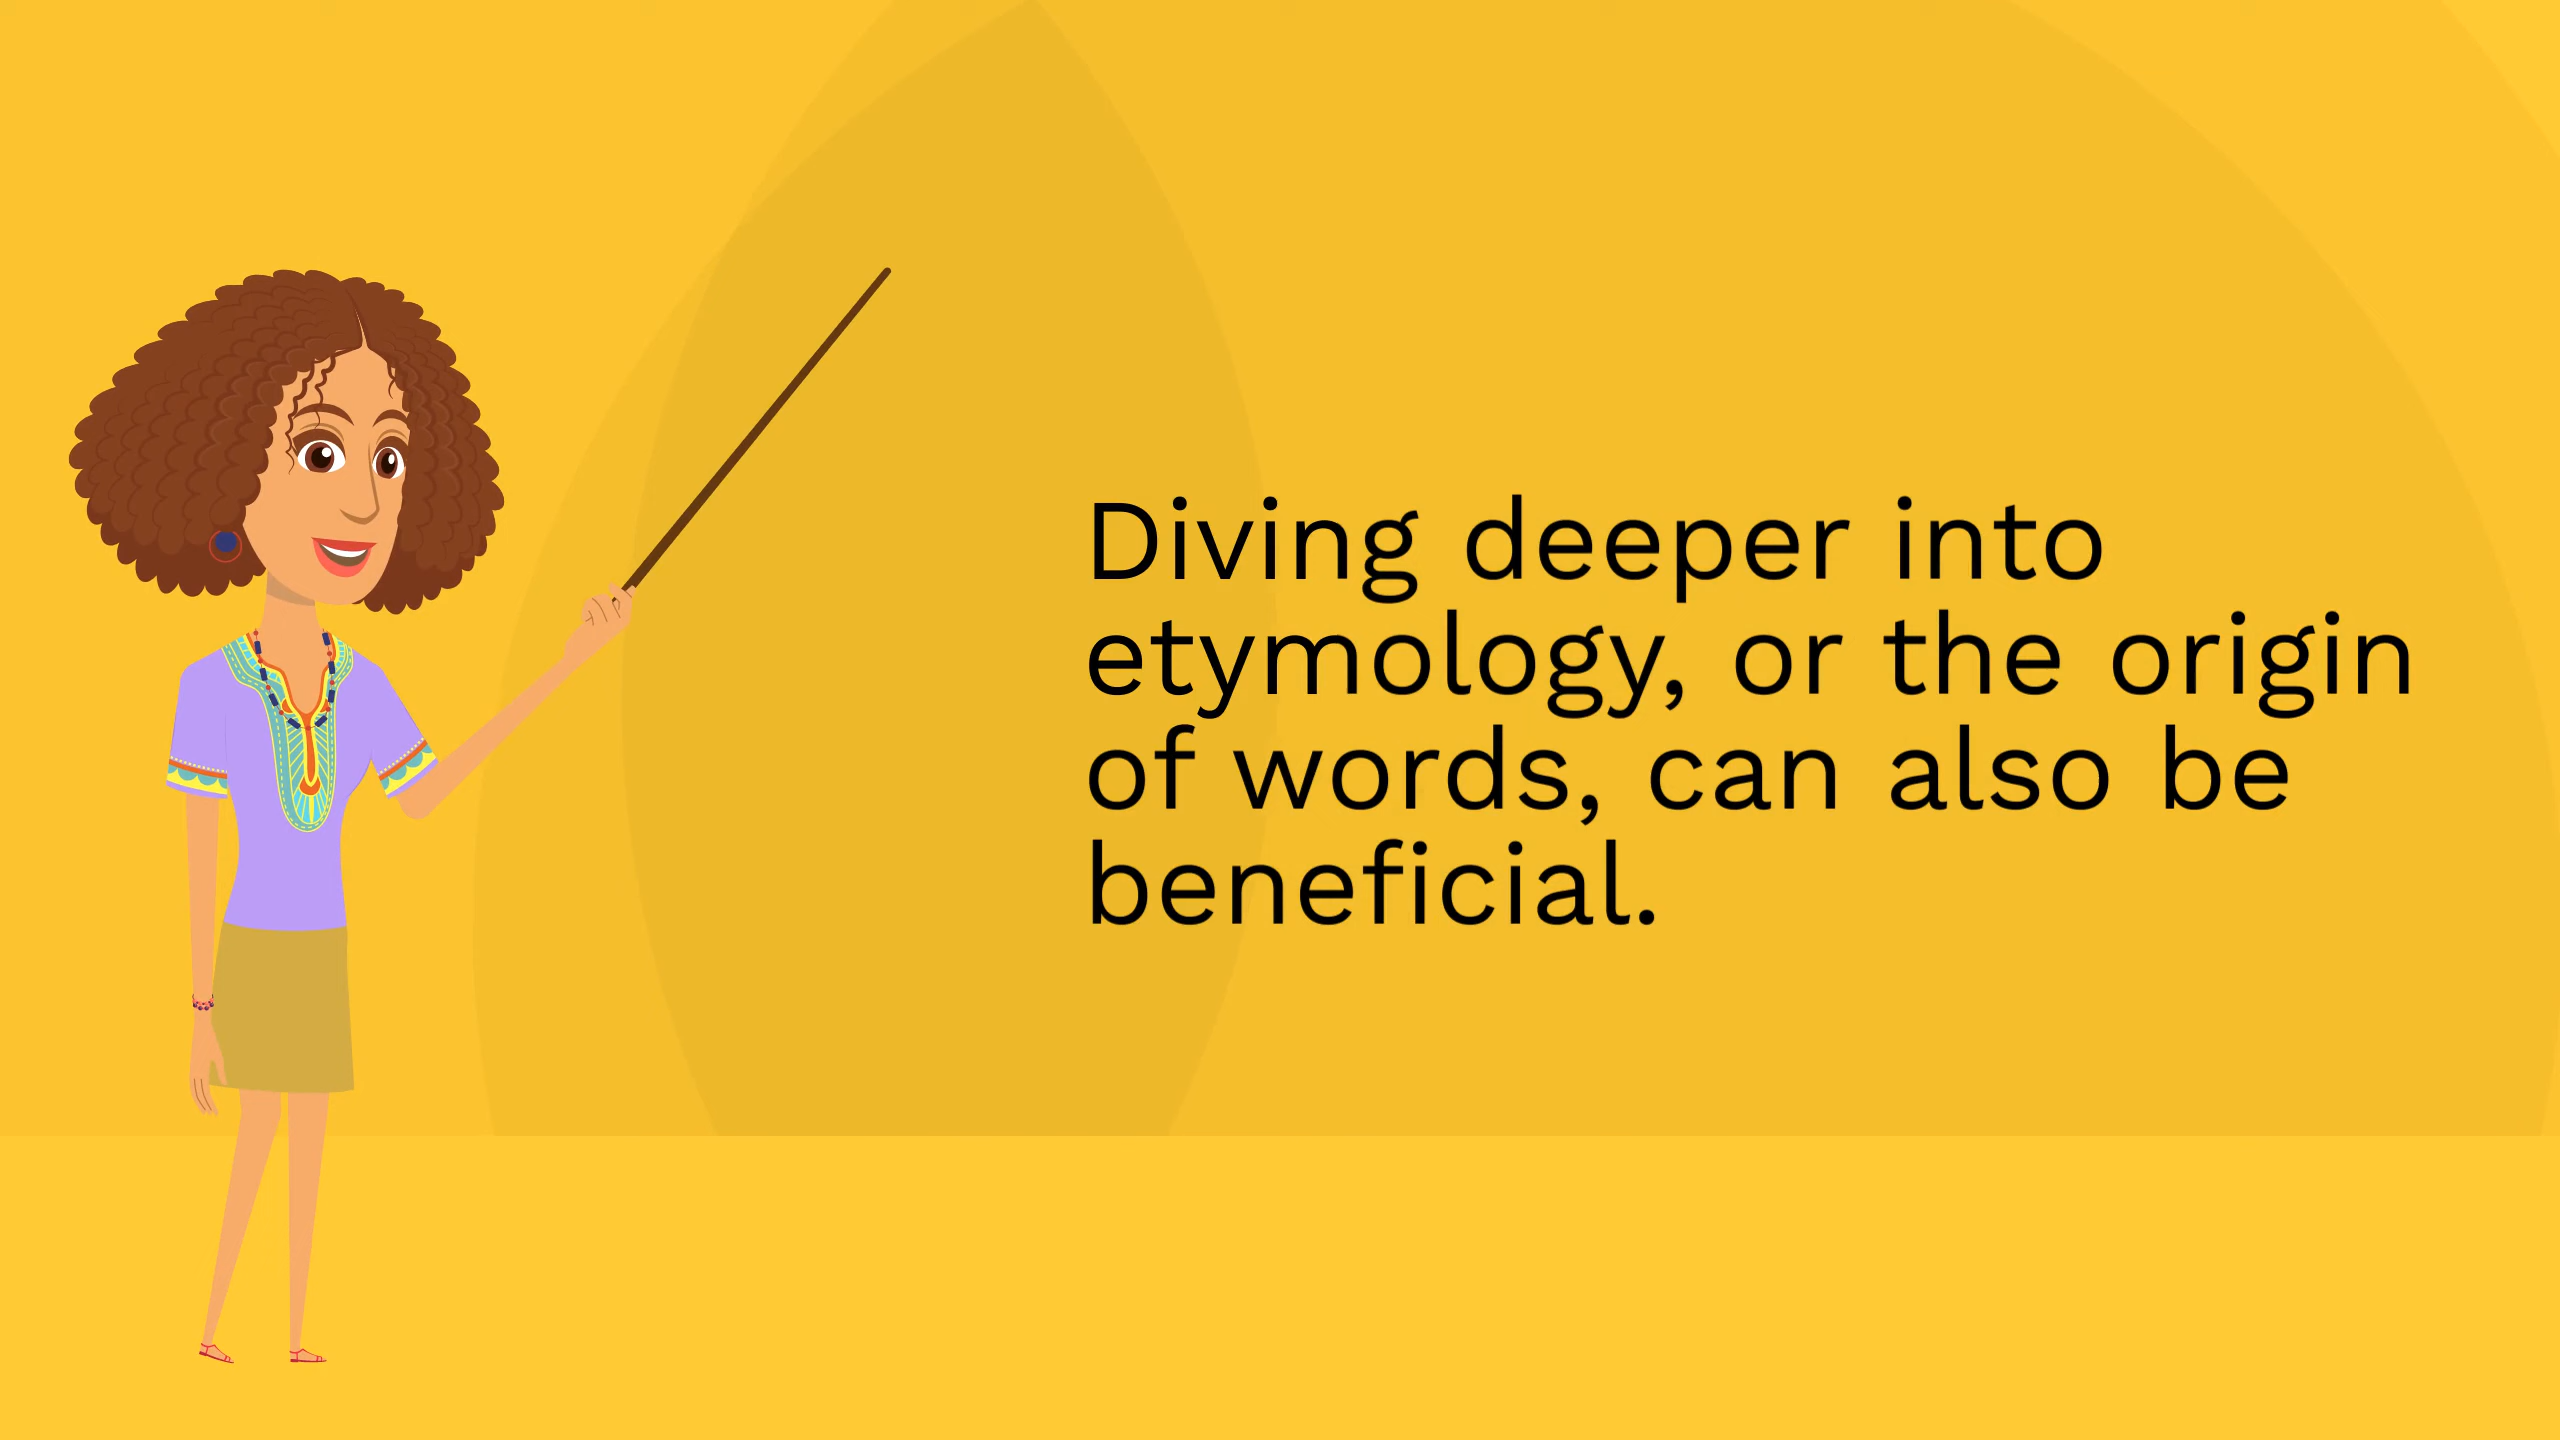 Diving deeper into
etymology, or the origin
of words, can also be
beneficial.